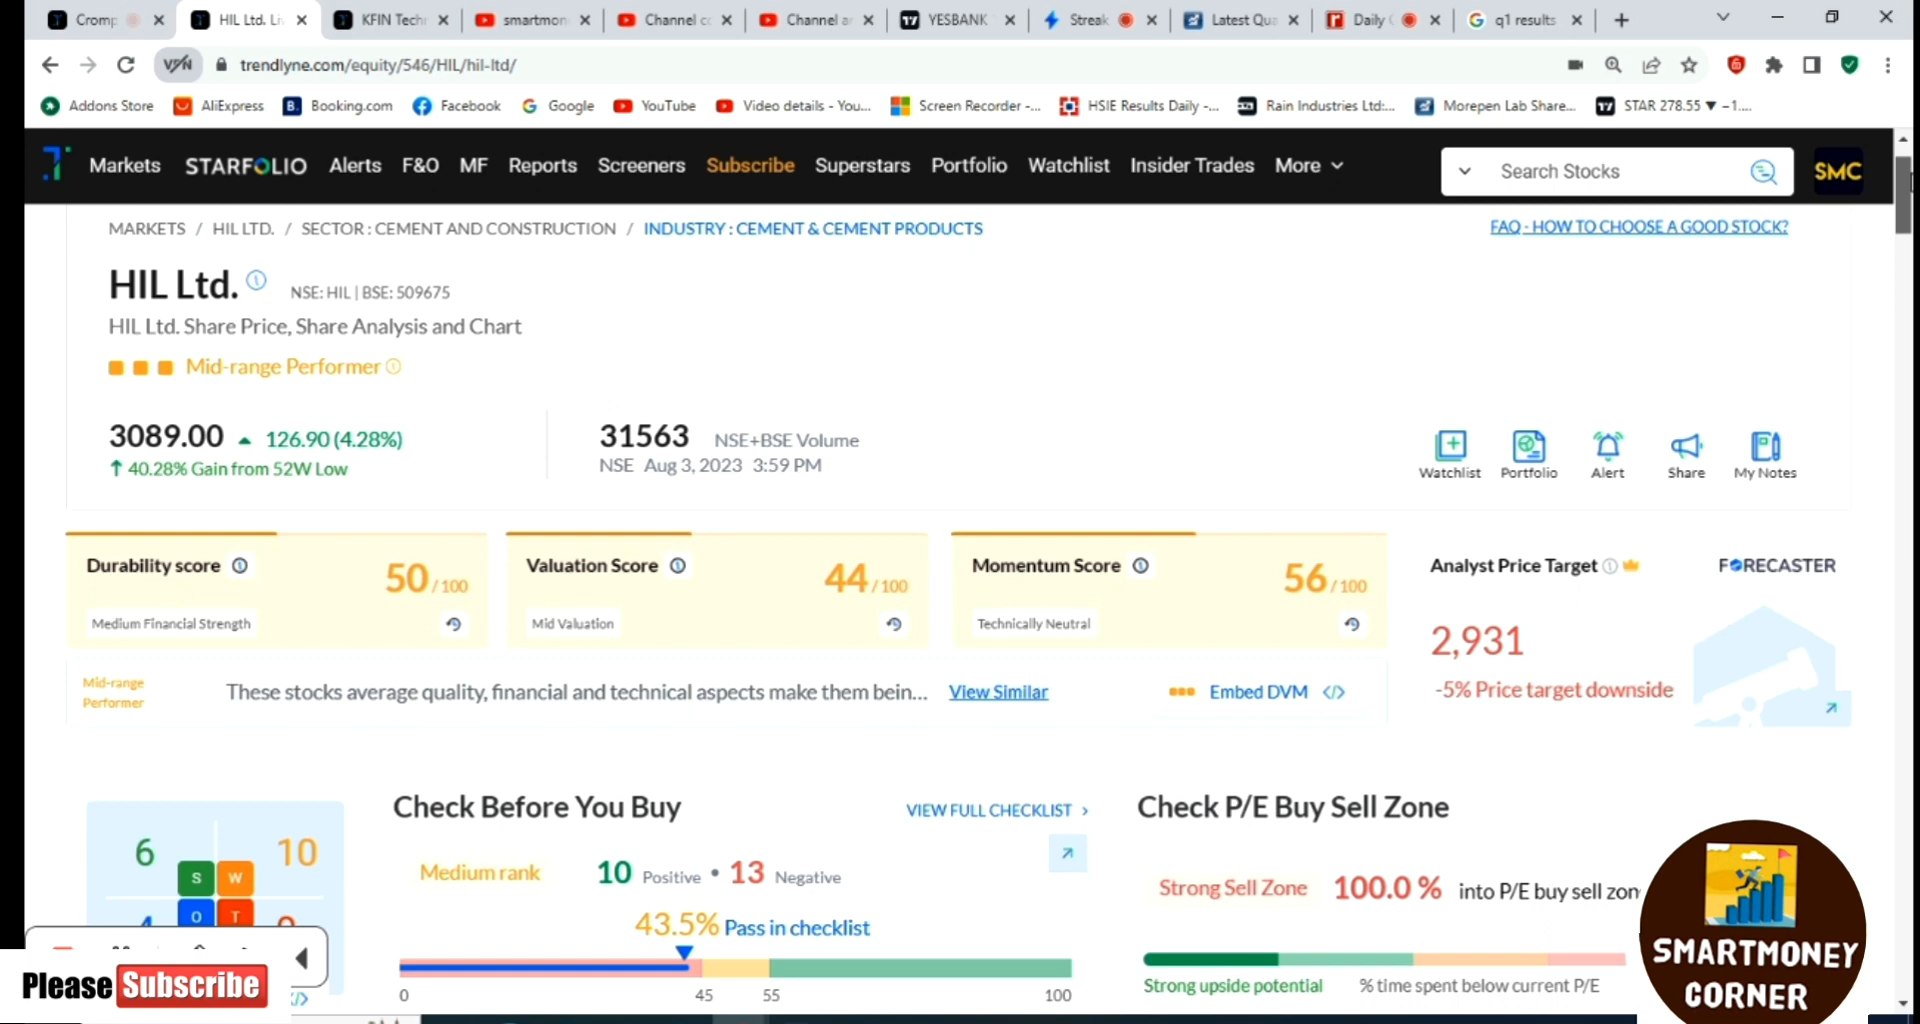 Cromp
HIL Ltd. Li
KFIN Tech
smartmon
Channel c
Channel a
YESBANK
Streak
Latest Qua
Daily
q1 results
VPN
trendlyne.com/equity/546/HIL/hil-ltd/
Addons Store
AliExpress
Booking.com
Facebook
Google
YouTube
Video details - You...
Screen Recorder -...
HSIE Results Daily -...
Rain Industries Ltd:...
Morepen Lab Share...
STAR 278.55 ▼ −1....
Markets
STARFOLIO
Alerts
F&O
MF
Reports
Screeners
Subscribe
Superstars
Portfolio
Watchlist
Insider Trades
More
Search Stocks
SMC
MARKETS / HIL LTD. / SECTOR : CEMENT AND CONSTRUCTION / INDUSTRY : CEMENT & CEMENT PRODUCTS
FAQ - HOW TO CHOOSE A GOOD STOCK?
HIL Ltd.
NSE: HIL | BSE: 509675
HIL Ltd. Share Price, Share Analysis and Chart
Mid-range Performer
3089.00 ▲ 126.90 (4.28%)
↑ 40.28% Gain from 52W Low
31563 NSE+BSE Volume
NSE Aug 3, 2023 3:59 PM
Watchlist
Portfolio
Alert
Share
My Notes
Durability score
50 / 100
Medium Financial Strength
Valuation Score
44 / 100
Mid Valuation
Momentum Score
56 / 100
Technically Neutral
Analyst Price Target
FORECASTER
2,931
-5% Price target downside
Mid-range
Performer
These stocks average quality, financial and technical aspects make them bein...
View Similar
Embed DVM </>
6
10
S
W
O
T
Check Before You Buy
VIEW FULL CHECKLIST >
Medium rank
10 Positive • 13 Negative
43.5% Pass in checklist
0
45
55
100
Check P/E Buy Sell Zone
Strong Sell Zone
100.0 % into P/E buy sell zon
Strong upside potential
% time spent below current P/E
Please Subscribe
SMARTMONEY
CORNER